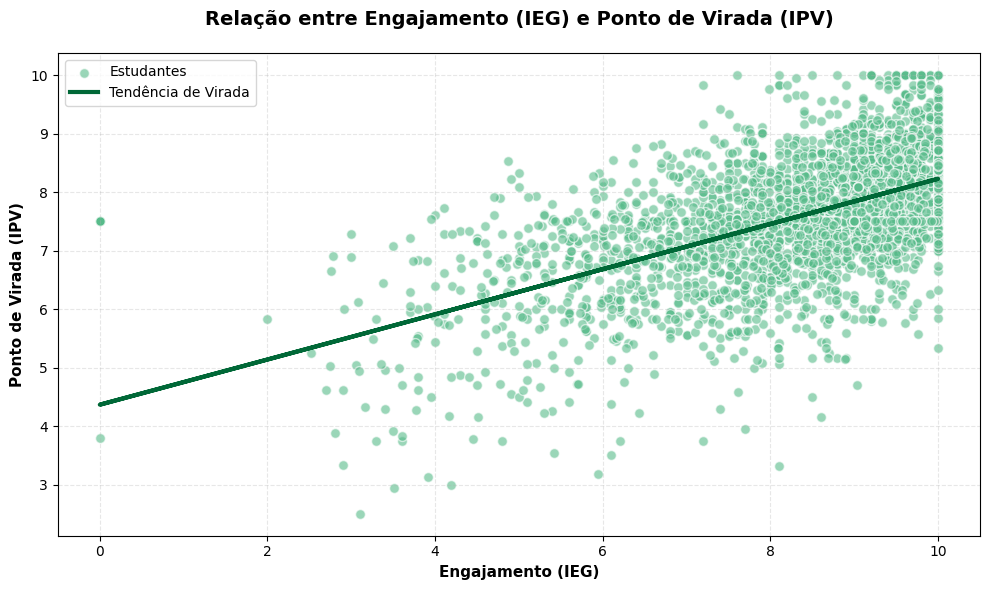 Relação entre Engajamento (IEG) e Ponto de Virada (IPV)
Estudantes
Tendência de Virada
Ponto de Virada (IPV)
10
9
8
7
6
5
4
3
0
2
4
6
8
10
Engajamento (IEG)